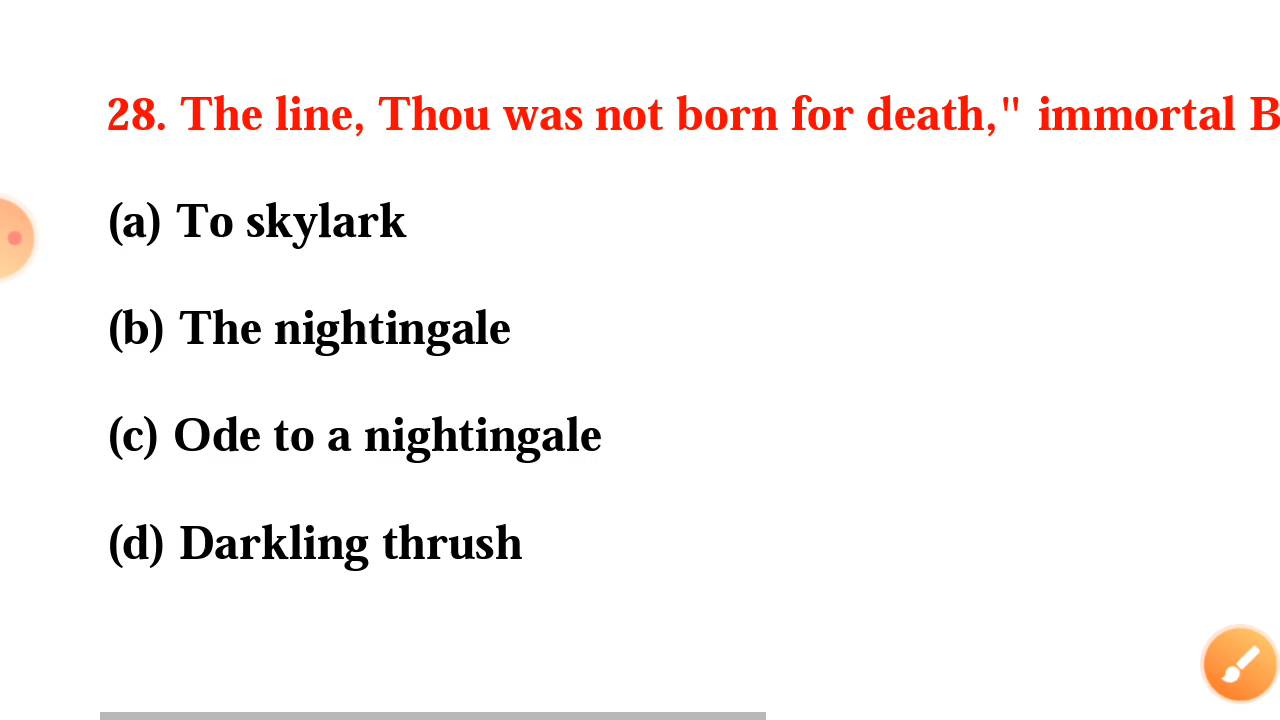 28. The line, Thou was not born for death," immortal B
(a) To skylark
(b) The nightingale
(c) Ode to a nightingale
(d) Darkling thrush